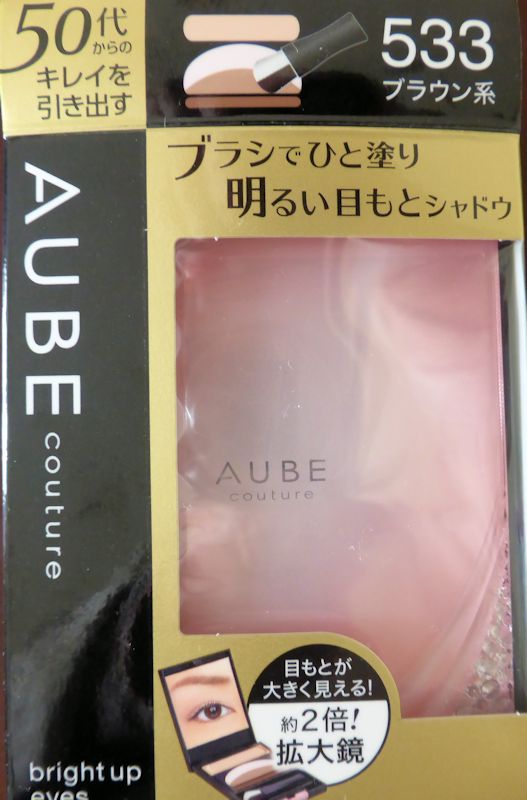 50代
からの
キレイを
引き出す
533
ブラウン系
ブラシでひと塗り
明るい目もとシャドウ
AUBE
couture
AUBE
couture
目もとが
大きく見える!
約2倍!
拡大鏡
bright up
eyes